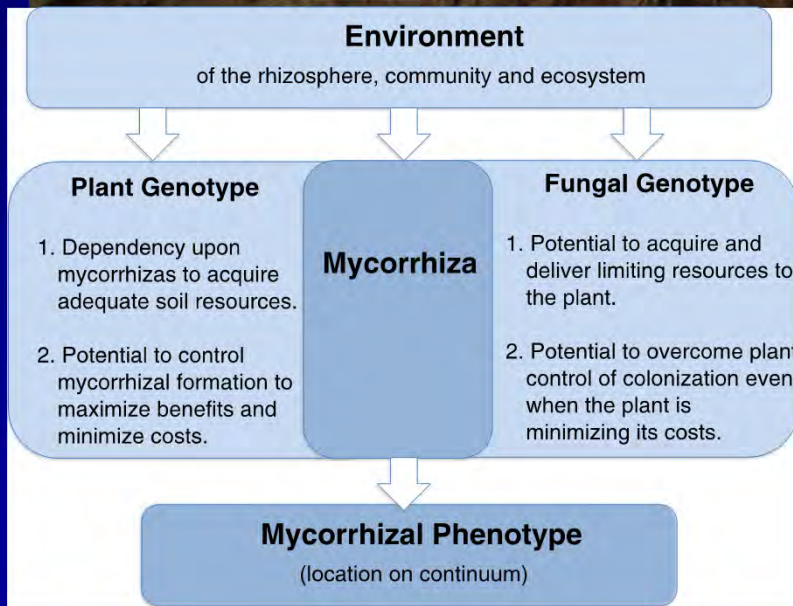 Environment
of the rhizosphere, community and ecosystem
Plant Genotype
1. Dependency upon
mycorrhizas to acquire
adequate soil resources.
2. Potential to control
mycorrhizal formation to
maximize benefits and
minimize costs.
Mycorrhiza
Fungal Genotype
1. Potential to acquire and
deliver limiting resources to
the plant.
2. Potential to overcome plant
control of colonization even
when the plant is
minimizing its costs.
Mycorrhizal Phenotype
(location on continuum)